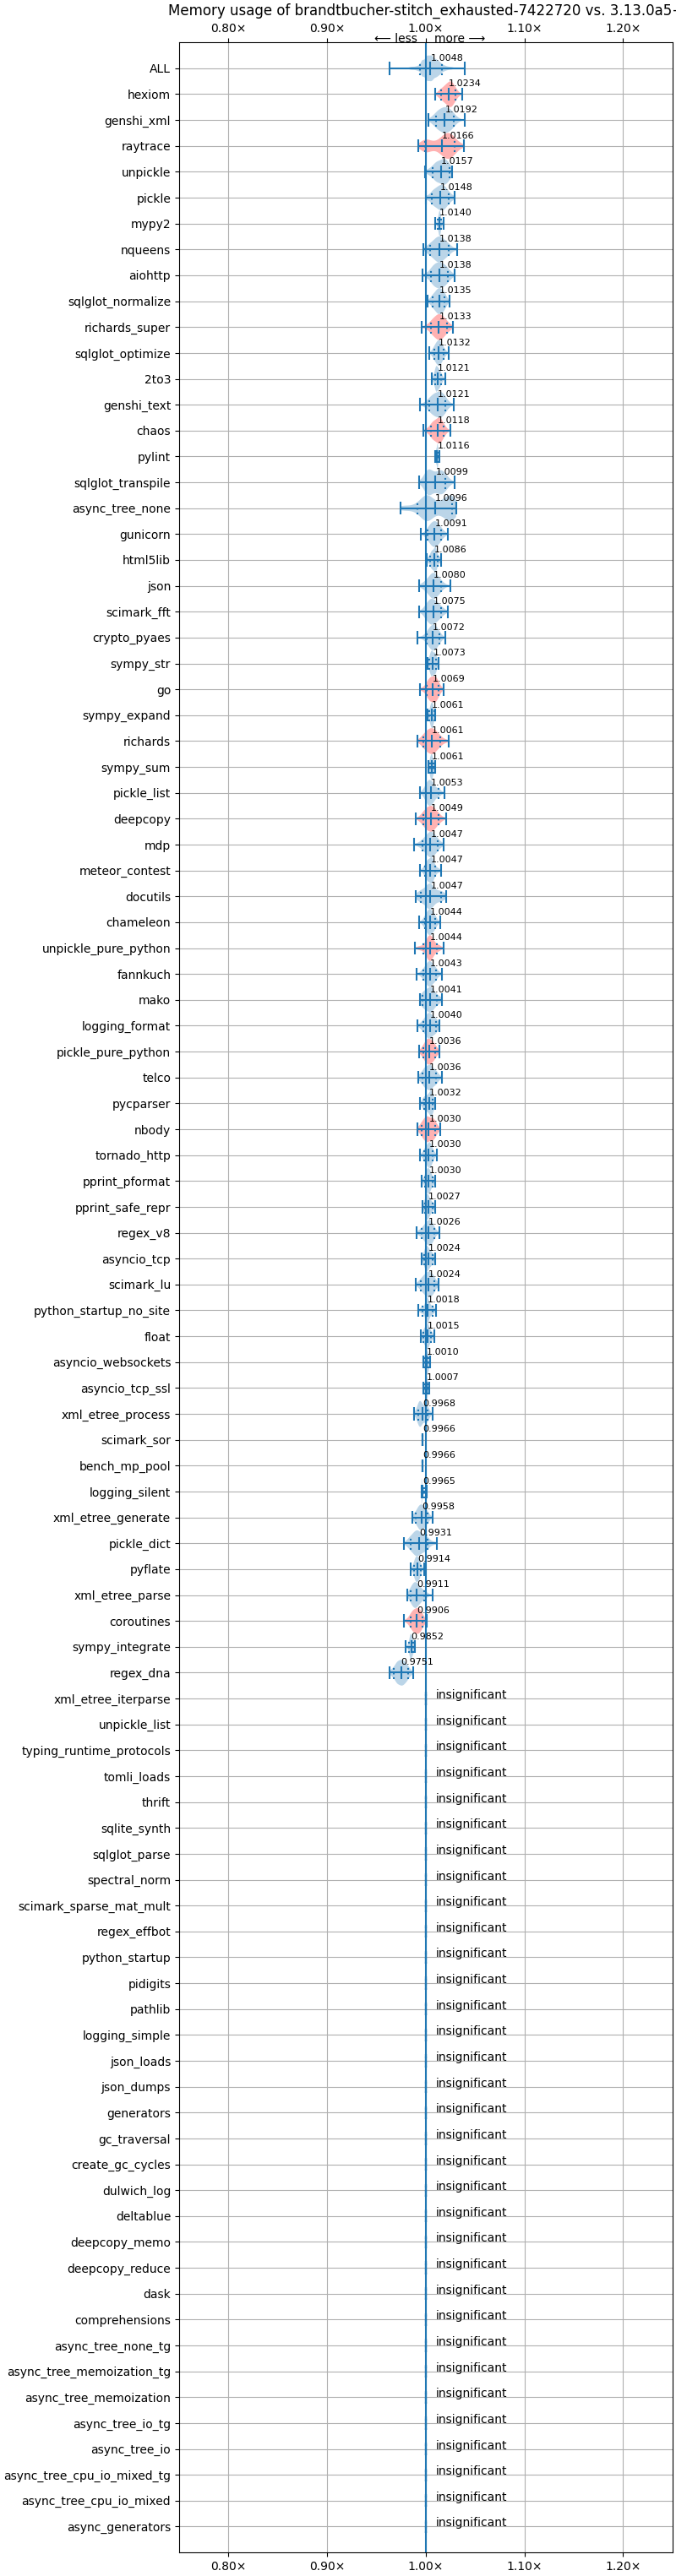 Memory usage of brandtbucher-stitch_exhausted-7422720 vs. 3.13.0a5-
0.80× 0.90× 1.00× 1.10× 1.20×
⟵ less more ⟶
ALL 1.0048
hexiom 1.0234
genshi_xml 1.0192
raytrace 1.0166
unpickle 1.0157
pickle 1.0148
mypy2 1.0140
nqueens 1.0138
aiohttp 1.0138
sqlglot_normalize 1.0135
richards_super 1.0133
sqlglot_optimize 1.0132
2to3 1.0121
genshi_text 1.0121
chaos 1.0118
pylint 1.0116
sqlglot_transpile 1.0099
async_tree_none 1.0096
gunicorn 1.0091
html5lib 1.0086
json 1.0080
scimark_fft 1.0075
crypto_pyaes 1.0072
sympy_str 1.0073
go 1.0069
sympy_expand 1.0061
richards 1.0061
sympy_sum 1.0061
pickle_list 1.0053
deepcopy 1.0049
mdp 1.0047
meteor_contest 1.0047
docutils 1.0047
chameleon 1.0044
unpickle_pure_python 1.0044
fannkuch 1.0043
mako 1.0041
logging_format 1.0040
pickle_pure_python 1.0036
telco 1.0036
pycparser 1.0032
nbody 1.0030
tornado_http 1.0030
pprint_pformat 1.0030
pprint_safe_repr 1.0027
regex_v8 1.0026
asyncio_tcp 1.0024
scimark_lu 1.0024
python_startup_no_site 1.0018
float 1.0015
asyncio_websockets 1.0010
asyncio_tcp_ssl 1.0007
xml_etree_process 0.9968
scimark_sor 0.9966
bench_mp_pool 0.9966
logging_silent 0.9965
xml_etree_generate 0.9958
pickle_dict 0.9931
pyflate 0.9914
xml_etree_parse 0.9911
coroutines 0.9906
sympy_integrate 0.9852
regex_dna 0.9751
xml_etree_iterparse insignificant
unpickle_list insignificant
typing_runtime_protocols insignificant
tomli_loads insignificant
thrift insignificant
sqlite_synth insignificant
sqlglot_parse insignificant
spectral_norm insignificant
scimark_sparse_mat_mult insignificant
regex_effbot insignificant
python_startup insignificant
pidigits insignificant
pathlib insignificant
logging_simple insignificant
json_loads insignificant
json_dumps insignificant
generators insignificant
gc_traversal insignificant
create_gc_cycles insignificant
dulwich_log insignificant
deltablue insignificant
deepcopy_memo insignificant
deepcopy_reduce insignificant
dask insignificant
comprehensions insignificant
async_tree_none_tg insignificant
async_tree_memoization_tg insignificant
async_tree_memoization insignificant
async_tree_io_tg insignificant
async_tree_io insignificant
async_tree_cpu_io_mixed_tg insignificant
async_tree_cpu_io_mixed insignificant
async_generators insignificant
0.80× 0.90× 1.00× 1.10× 1.20×